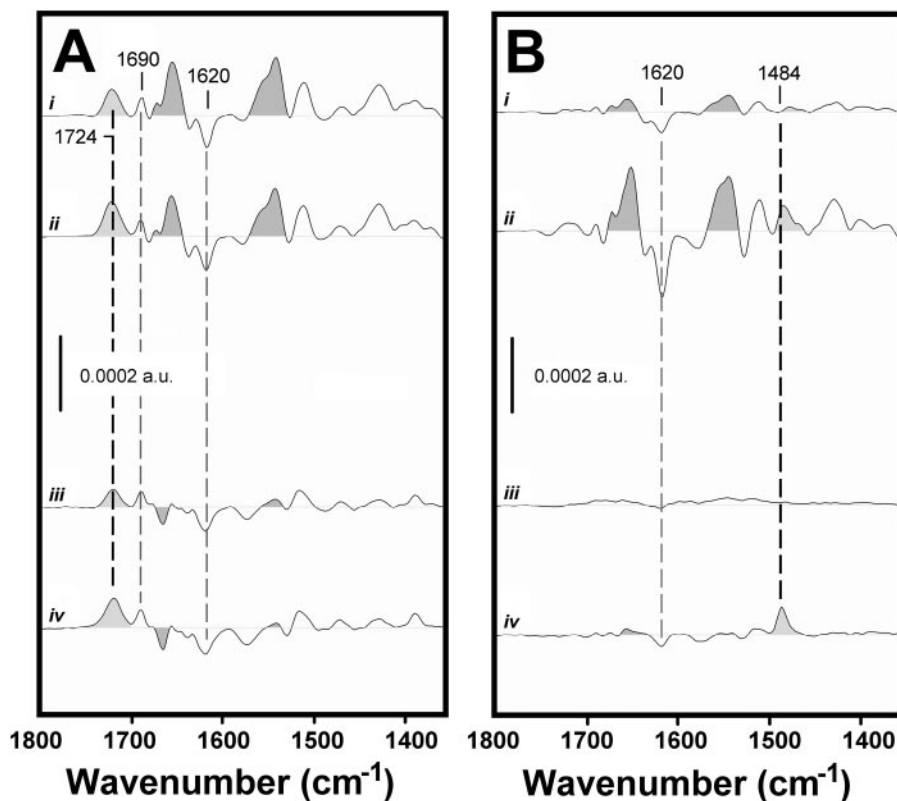 A
1690
1620
i
1724
ii
0.0002 a.u.
iii
iv
1800 1700 1600 1500 1400
Wavenumber (cm-1)
B
1620
1484
i
ii
0.0002 a.u.
iii
iv
1800 1700 1600 1500 1400
Wavenumber (cm-1)